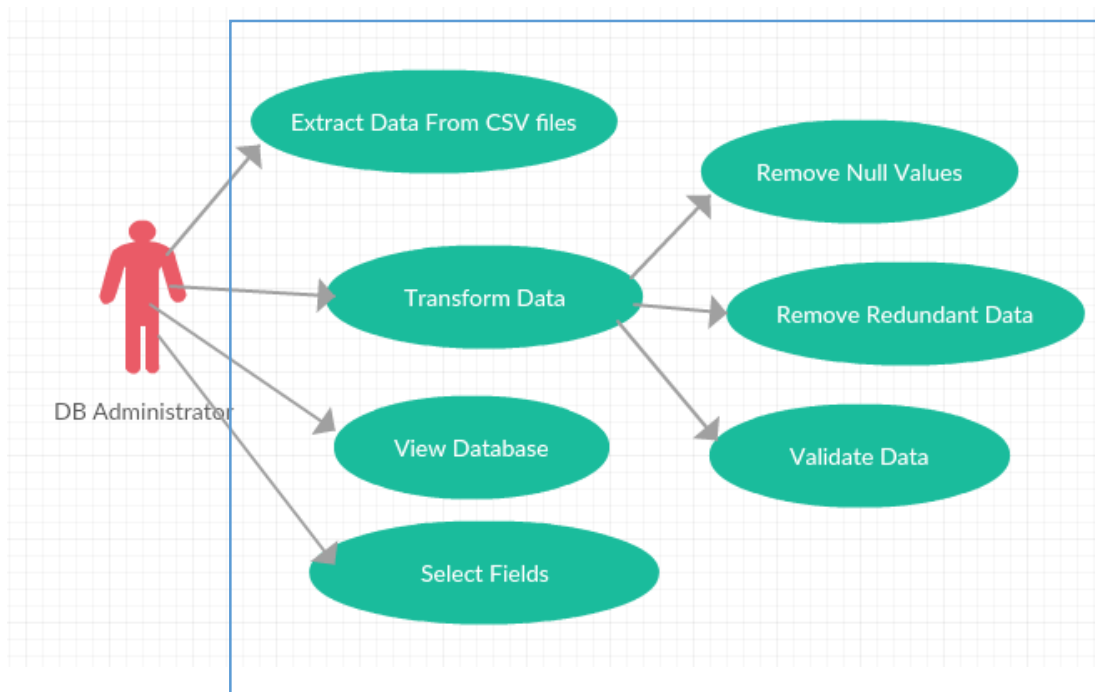 Extract Data From CSV files
Remove Null Values
Transform Data
Remove Redundant Data
DB Administrator
View Database
Validate Data
Select Fields